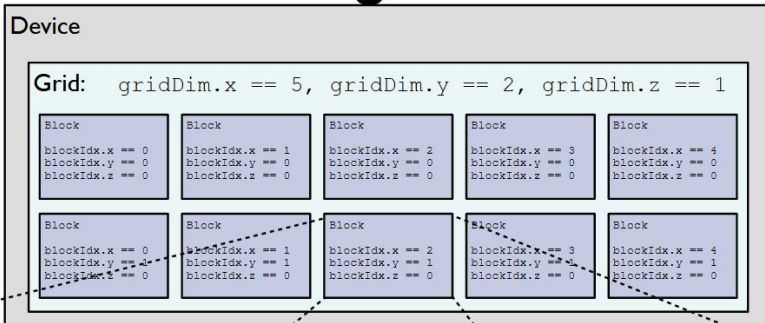 Device
Grid: gridDim.x == 5, gridDim.y == 2, gridDim.z == 1
Block
blockIdx.x == 0
blockIdx.y == 0
blockIdx.z == 0
Block
blockIdx.x == 1
blockIdx.y == 0
blockIdx.z == 0
Block
blockIdx.x == 2
blockIdx.y == 0
blockIdx.z == 0
Block
blockIdx.x == 3
blockIdx.y == 0
blockIdx.z == 0
Block
blockIdx.x == 4
blockIdx.y == 0
blockIdx.z == 0
Block
blockIdx.x == 0
blockIdx.y == 1
blockIdx.z == 0
Block
blockIdx.x == 1
blockIdx.y == 1
blockIdx.z == 0
Block
blockIdx.x == 2
blockIdx.y == 1
blockIdx.z == 0
Block
blockIdx.x == 3
blockIdx.y == 1
blockIdx.z == 0
Block
blockIdx.x == 4
blockIdx.y == 1
blockIdx.z == 0